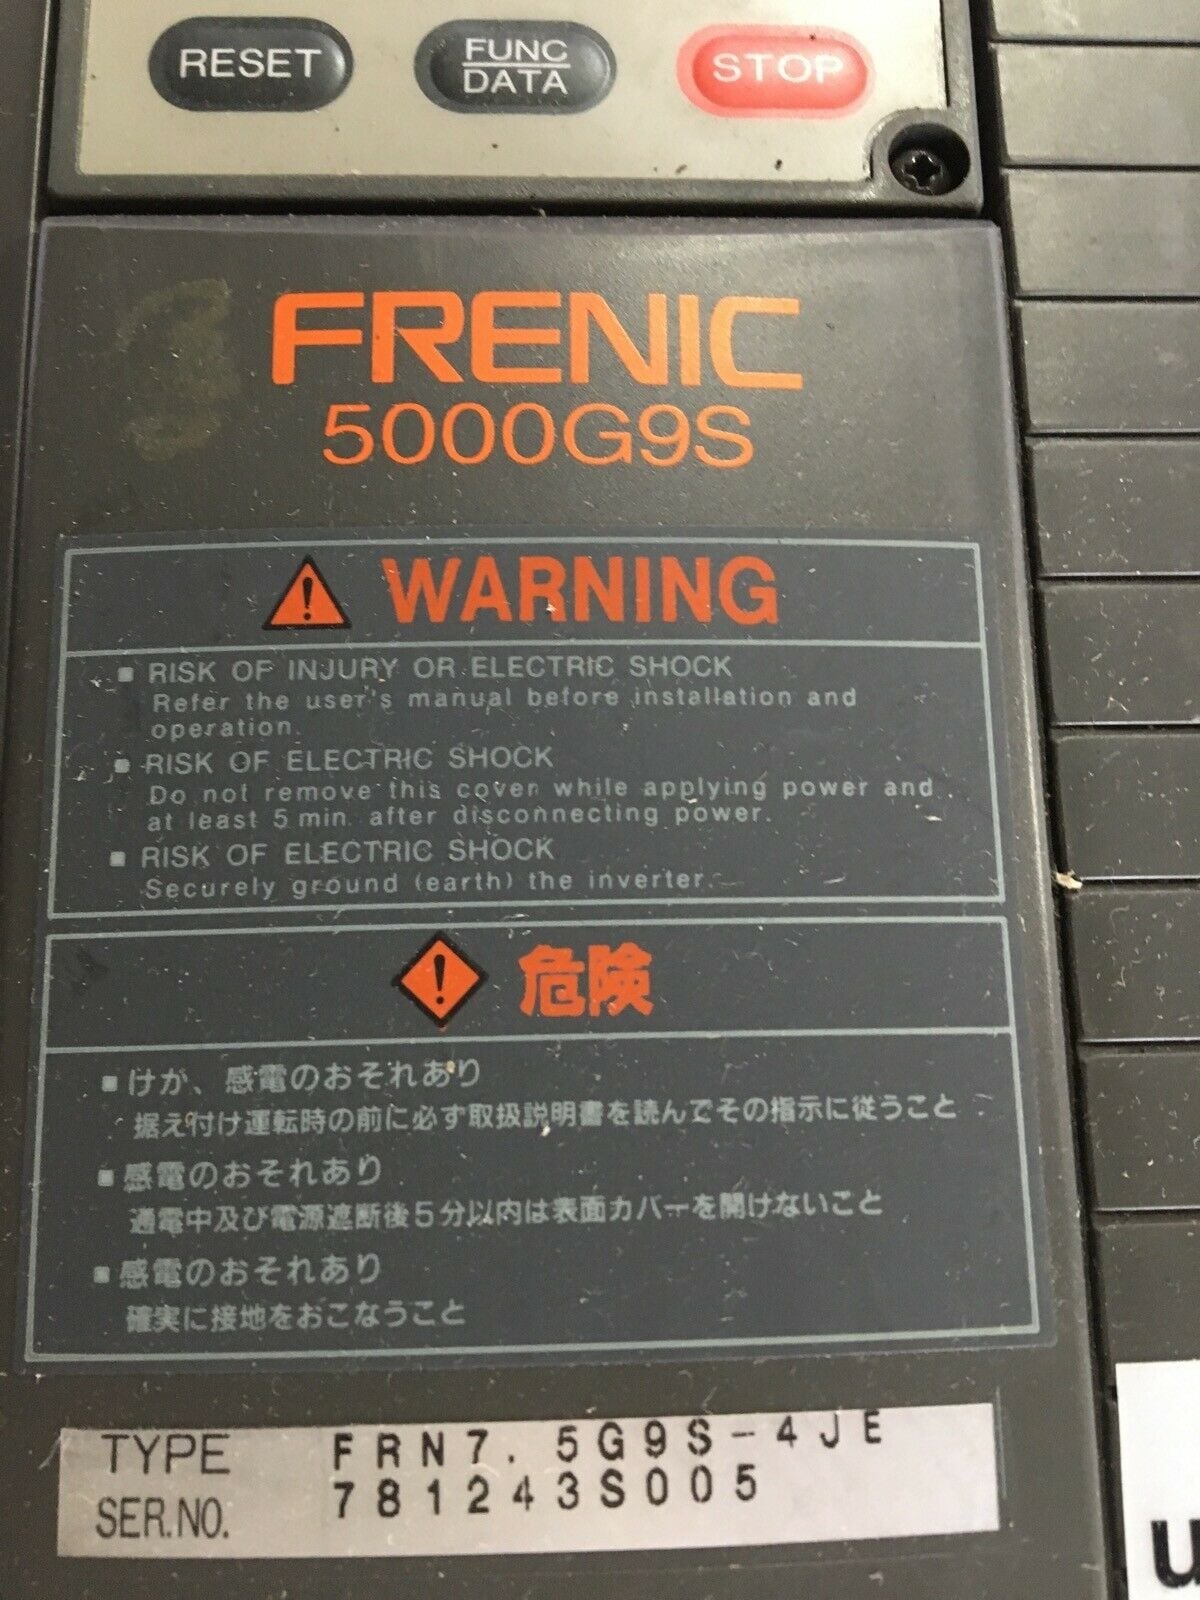 RESET
FUNC
DATA
STOP
FRENIC
5000G9S
WARNING
■ RISK OF INJURY OR ELECTRIC SHOCK
Refer the user's manual before installation and
operation.
■ RISK OF ELECTRIC SHOCK
Do not remove this cover while applying power and
at least 5 min. after disconnecting power.
■ RISK OF ELECTRIC SHOCK
Securely ground (earth) the inverter.
危険
■ けが、感電のおそれあり
据え付け運転時の前に必ず取扱説明書を読んでその指示に従うこと
■ 感電のおそれあり
通電中及び電源遮断後5分以内は表面カバーを開けないこと
■ 感電のおそれあり
確実に接地をおこなうこと
TYPE FRN7.5G9S-4JE
SER.NO. 781243S005